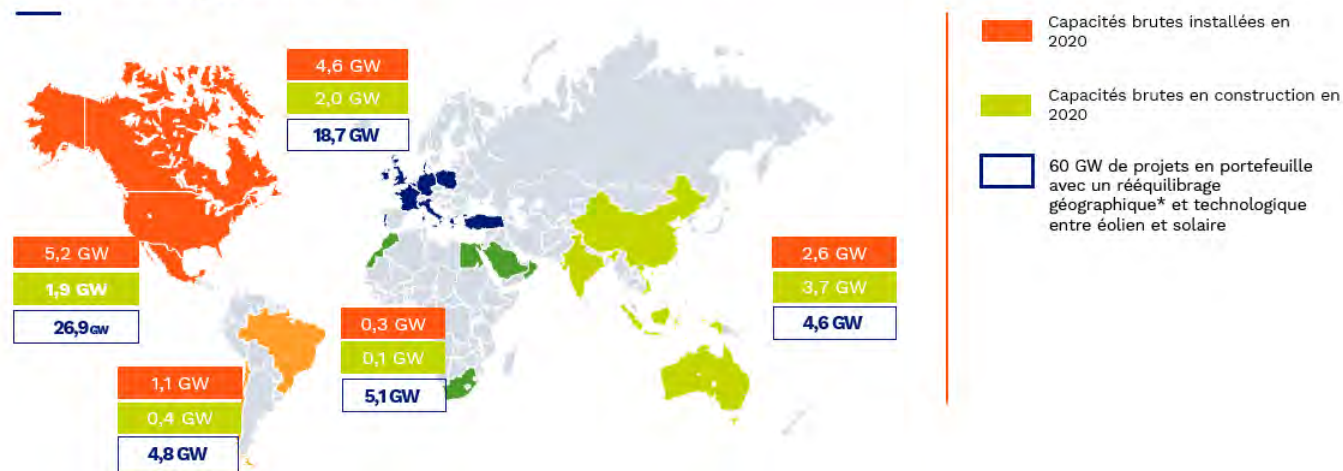 4,6 GW
2,0 GW
18,7 GW
5,2 GW
1,9 GW
26,9 GW
1,1 GW
0,4 GW
4,8 GW
0,3 GW
0,1 GW
5,1 GW
2,6 GW
3,7 GW
4,6 GW
Capacités brutes installées en
2020
Capacités brutes en construction en
2020
60 GW de projets en portefeuille
avec un rééquilibrage
géographique* et technologique
entre éolien et solaire